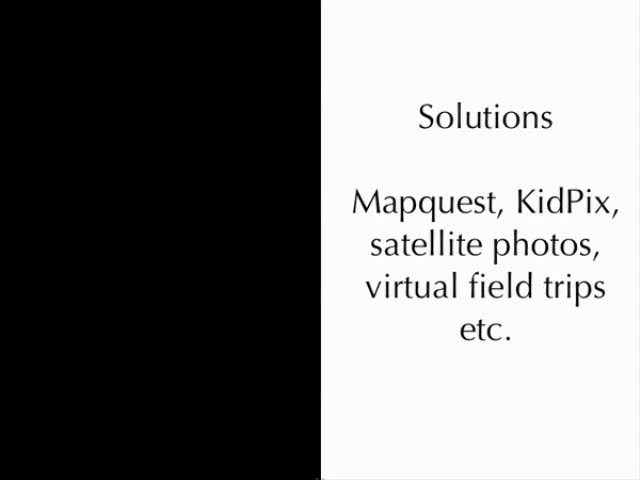 Solutions
Mapquest, KidPix,
satellite photos,
virtual field trips
etc.